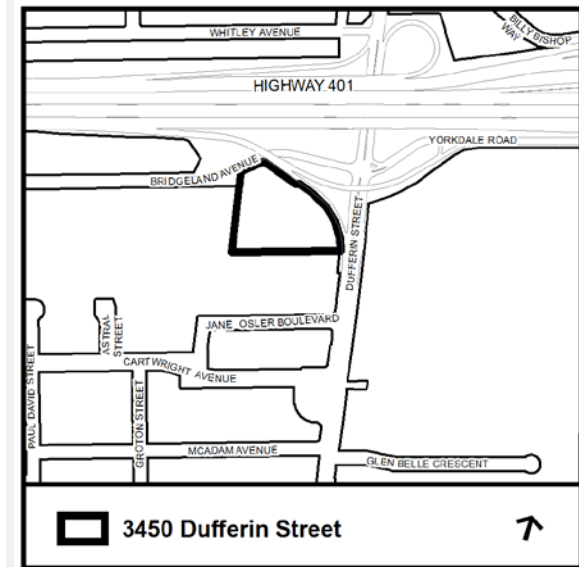 WHITLEY AVENUE
BILLY BISHOP
WAY
HIGHWAY 401
YORKDALE ROAD
BRIDGELAND AVENUE
DUFFERIN STREET
JANE OSLER BOULEVARD
ASTRAL
STREET
CARTWRIGHT AVENUE
PAUL DAVID STREET
GROTON STREET
MCADAM AVENUE
GLEN BELLE CRESCENT
3450 Dufferin Street